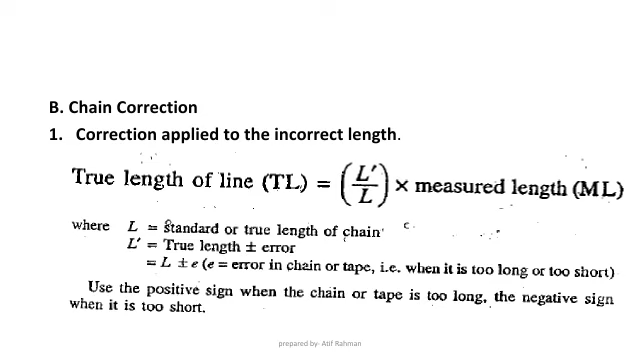 B. Chain Correction
1. Correction applied to the incorrect length.
True length of line (TL) = (L'/L) × measured length (ML)
where L = Standard or true length of chain
L' = True length ± error
= L ± e (e = error in chain or tape, i.e. when it is too long or too short)
Use the positive sign when the chain or tape is too long, the negative sign
when it is too short.
prepared by- Atif Rahman